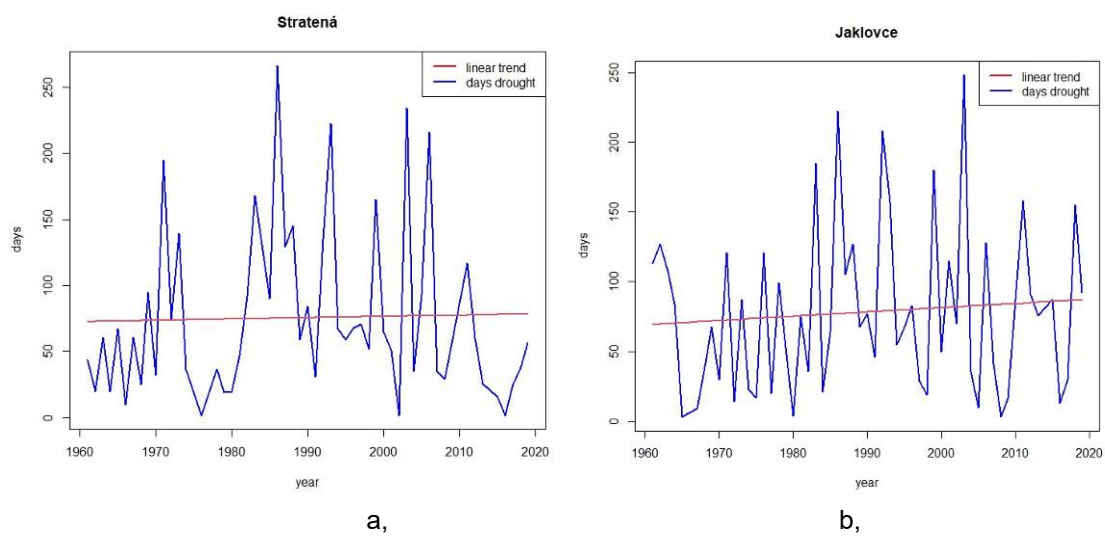 Stratená
linear trend
days drought
250
200
150
100
50
0
days
1960 1970 1980 1990 2000 2010 2020
year
a,
Jaklovce
linear trend
days drought
250
200
150
100
50
0
days
1960 1970 1980 1990 2000 2010 2020
year
b,